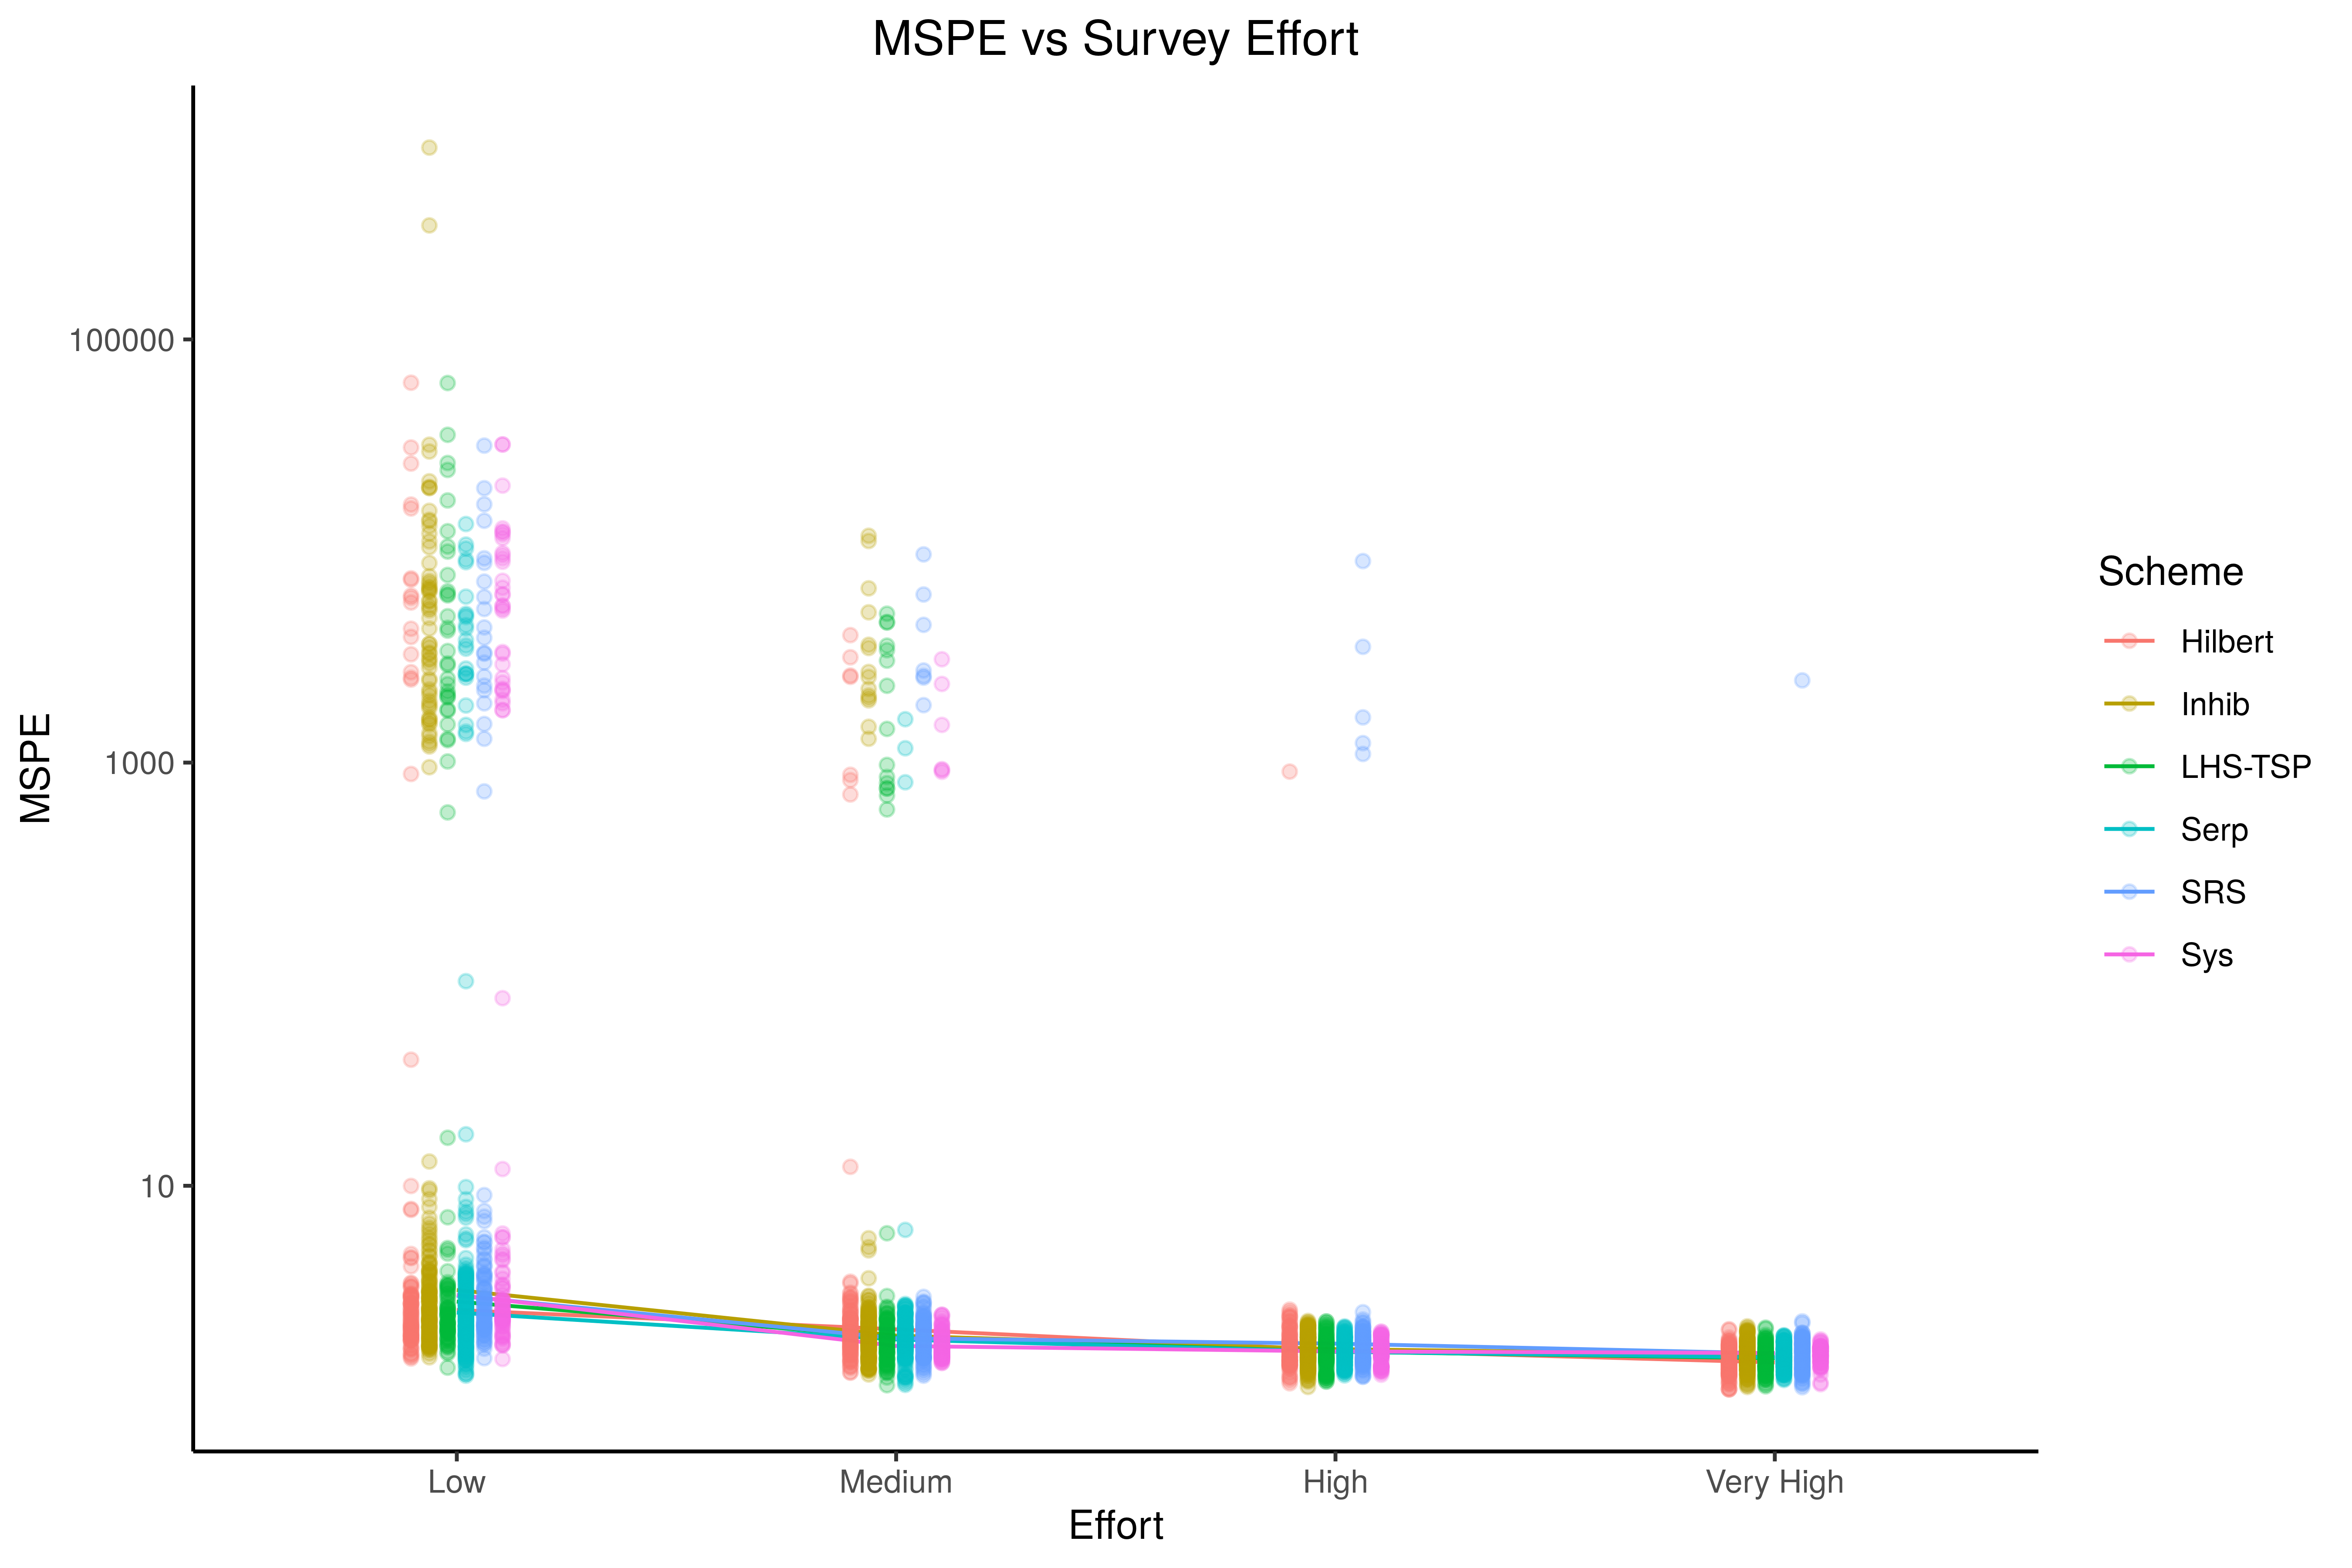 MSPE vs Survey Effort
MSPE
100000
1000
10
Low
Medium
High
Very High
Effort
Scheme
Hilbert
Inhib
LHS-TSP
Serp
SRS
Sys